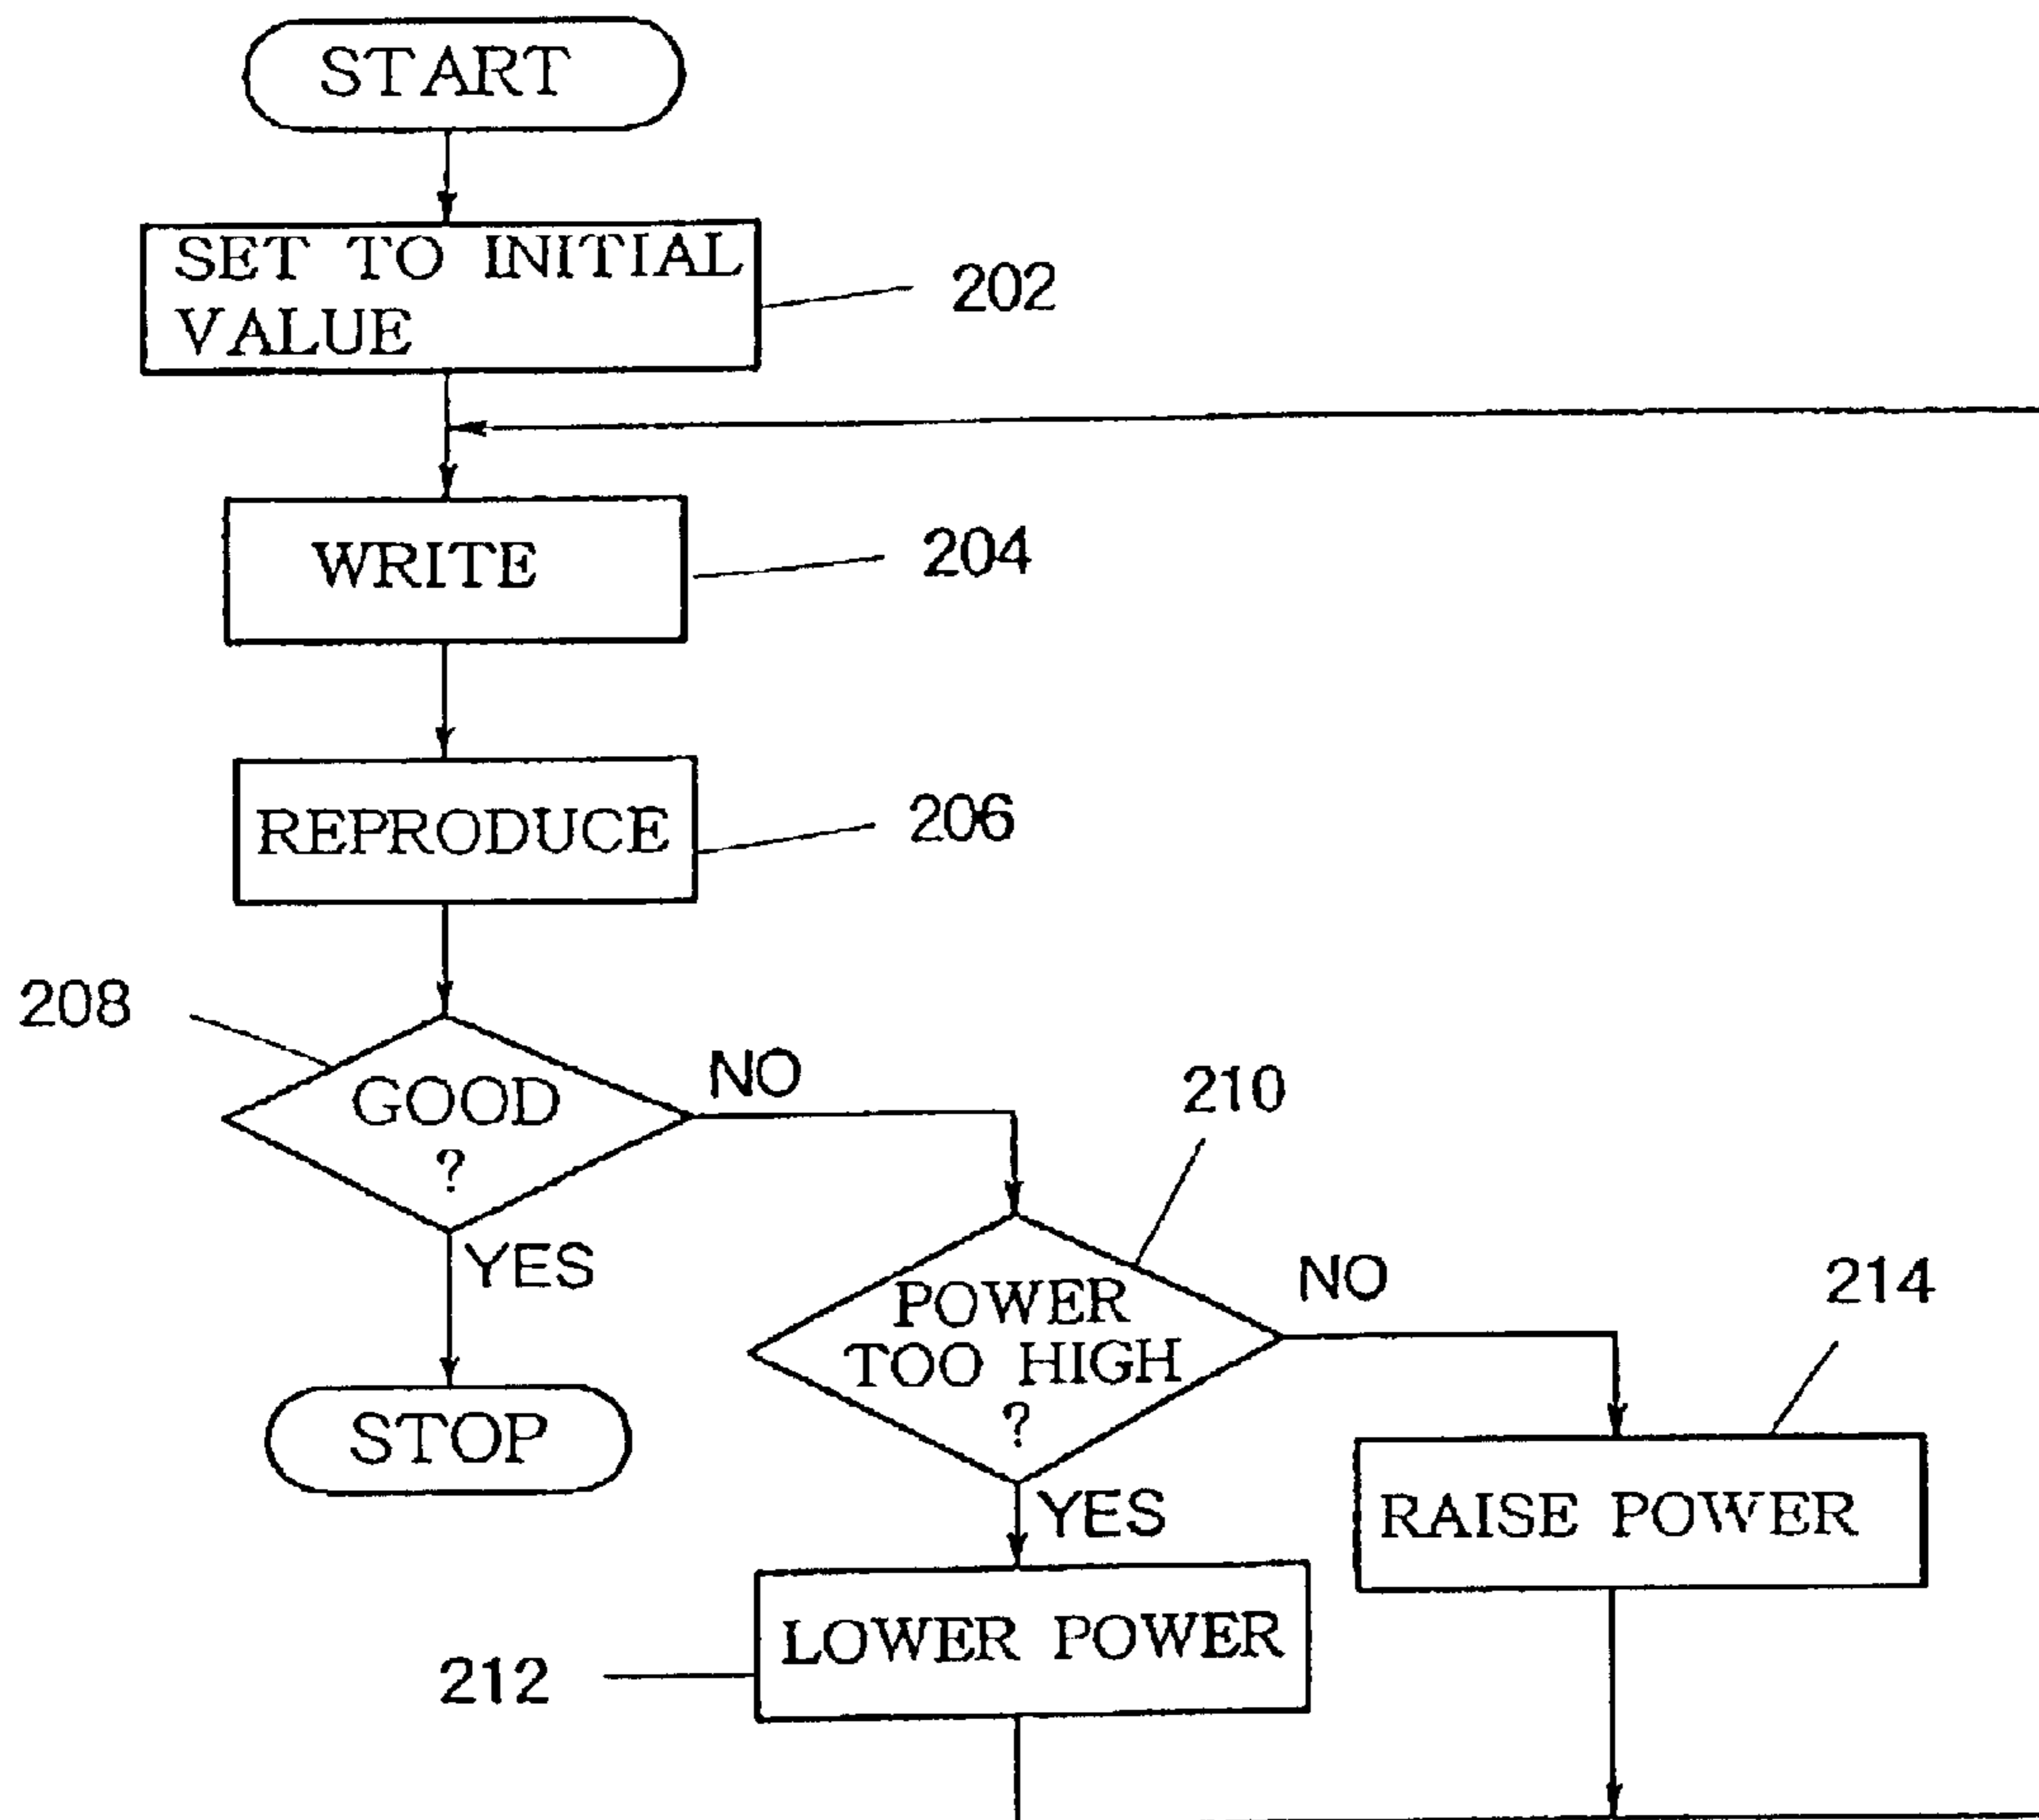 START
SET TO INITIAL
VALUE
202
WRITE
204
REPRODUCE
206
208
GOOD
?
NO
YES
STOP
210
POWER
TOO HIGH
?
NO
YES
214
RAISE POWER
LOWER POWER
212